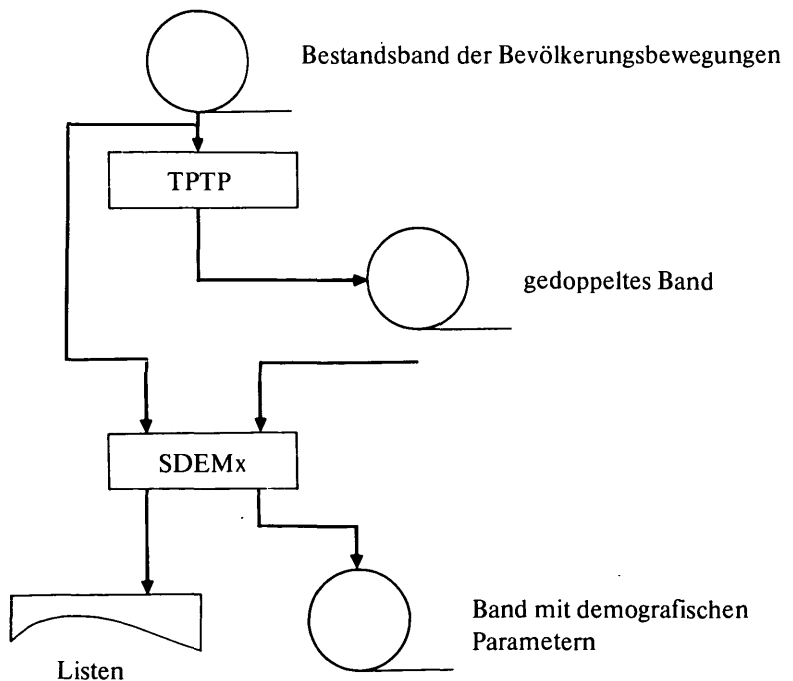 Bestandsband der Bevölkerungsbewegungen
TPTP
gedoppeltes Band
SDEMx
Band mit demografischen
Parametern
Listen